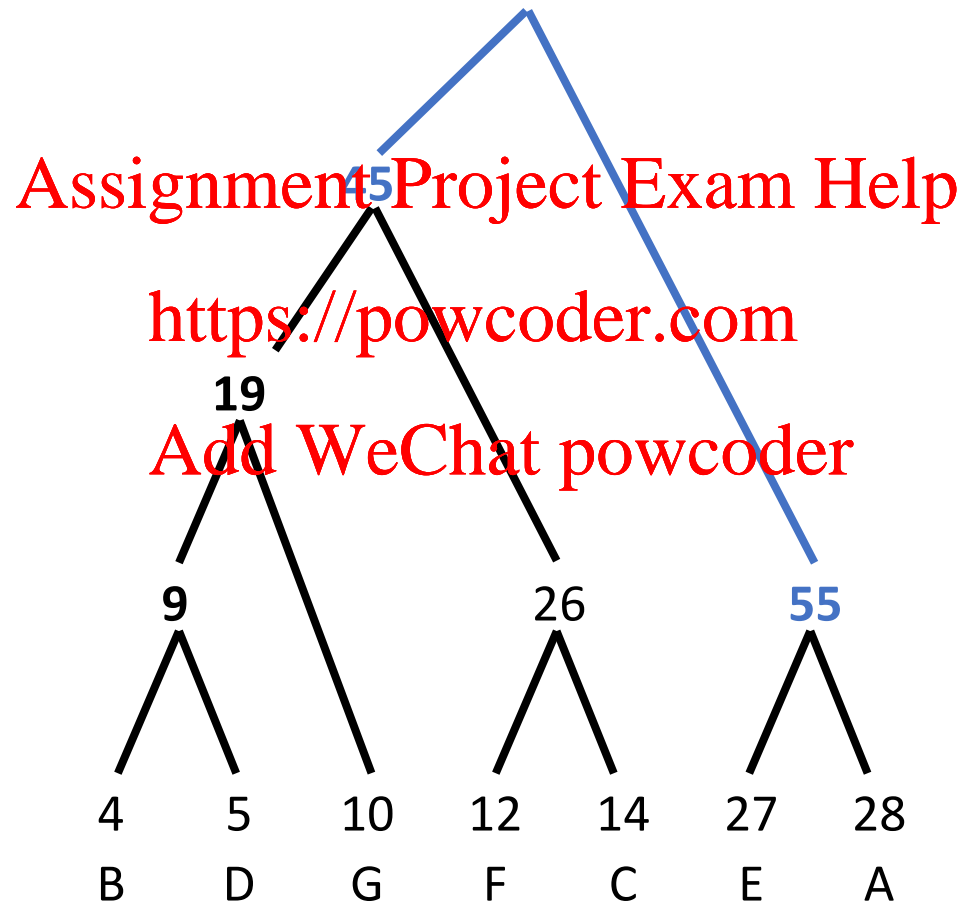 Assignment Project Exam Help
45
https://powcoder.com
19
Add WeChat powcoder
9 26 55
4 5 10 12 14 27 28
B D G F C E A